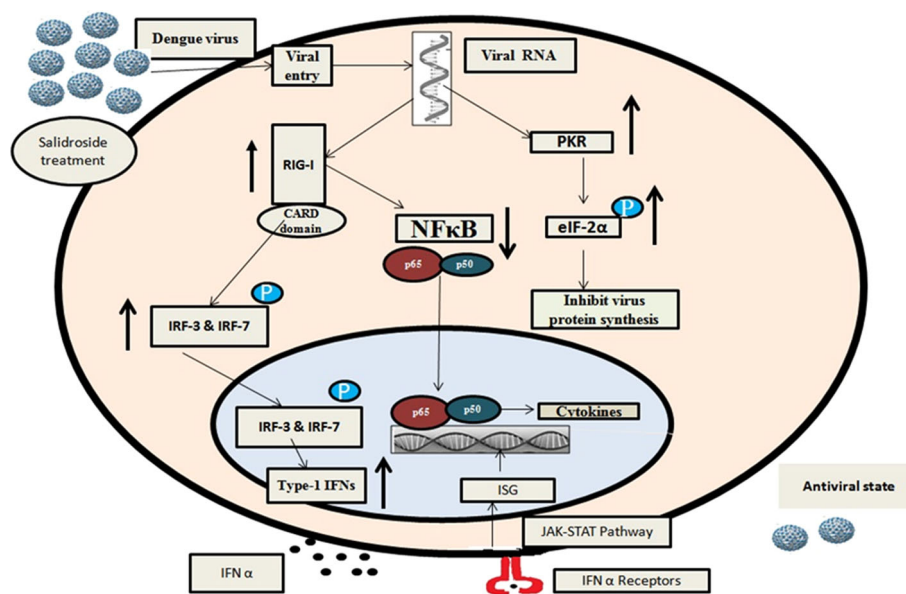 Dengue virus
Viral
entry
Viral RNA
Salidroside
treatment
RIG-I
CARD
domain
PKR
NFκB
p65
p50
P
eIF-2α
Inhibit virus
protein synthesis
P
IRF-3 & IRF-7
P
IRF-3 & IRF-7
p65
p50
Cytokines
Type-1 IFNs
ISG
Antiviral state
JAK-STAT Pathway
IFN α
IFN α Receptors